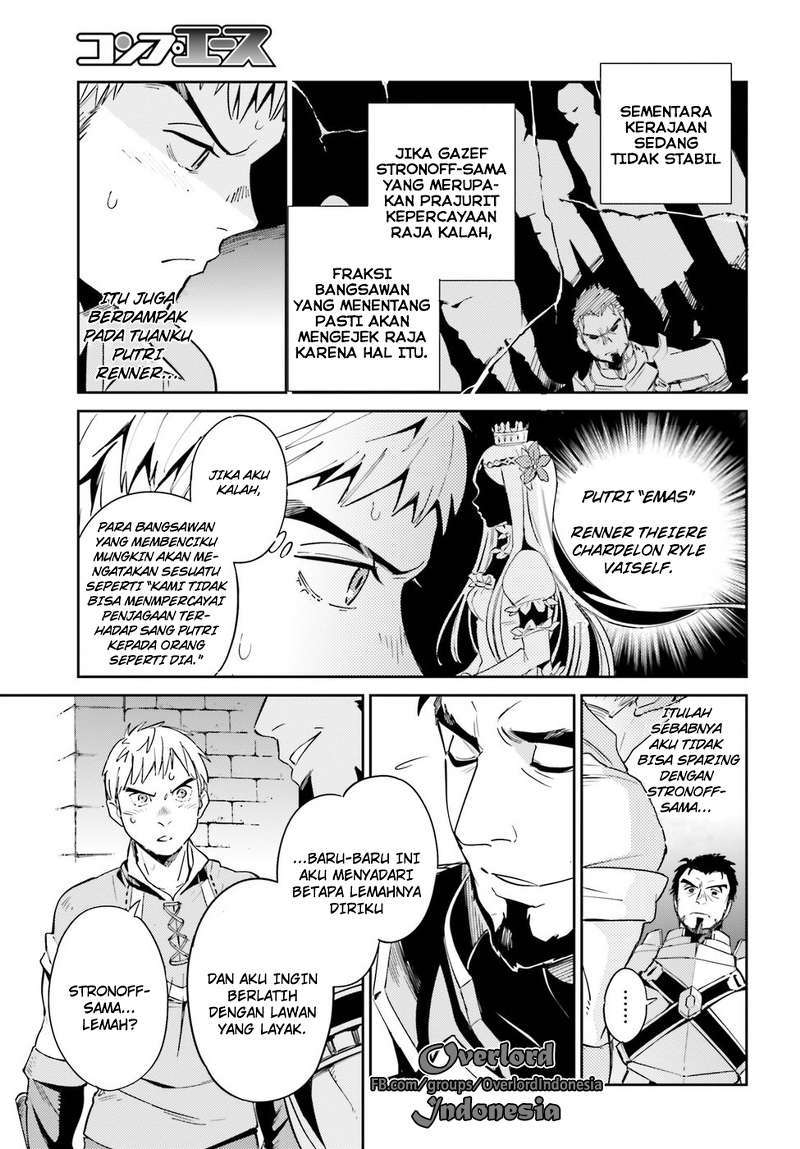 コンプエース
SEMENTARA
KERAJAAN
SEDANG
TIDAK STABIL
JIKA GAZEF
STRONOFF-SAMA
YANG MERUPA-
KAN PRAJURIT
KEPERCAYAAN
RAJA KALAH,
FRAKSI
BANGSAWAN
YANG MENENTANG
PASTI AKAN
MENGEJEK RAJA
KARENA HAL ITU.
ITU JUGA
BERDAMPAK
PADA TUANKU
PUTRI
RENNER...
PUTRI "EMAS"
RENNER THEIERE
CHARDELON RYLE
VAISELF.
JIKA AKU
KALAH,
PARA BANGSAWAN
YANG MEMBENCIKU
MUNGKIN AKAN ME-
NGATAKAN SESUATU
SEPERTI "KAMI TIDAK
BISA MENMPERCAYAI
PENJAGAAN TER-
HADAP SANG PUTRI
KEPADA ORANG
SEPERTI DIA."
ITULAH
SEBABNYA
AKU TIDAK
BISA SPARING
DENGAN
STRONOFF-
SAMA...
......
...BARU-BARU INI
AKU MENYADARI
BETAPA LEMAHNYA
DIRIKU
DAN AKU INGIN
BERLATIH
DENGAN LAWAN
YANG LAYAK.
STRONOFF-
SAMA...
LEMAH?
Overlord
FB.com/groups/OverlordIndonesia
Indonesia